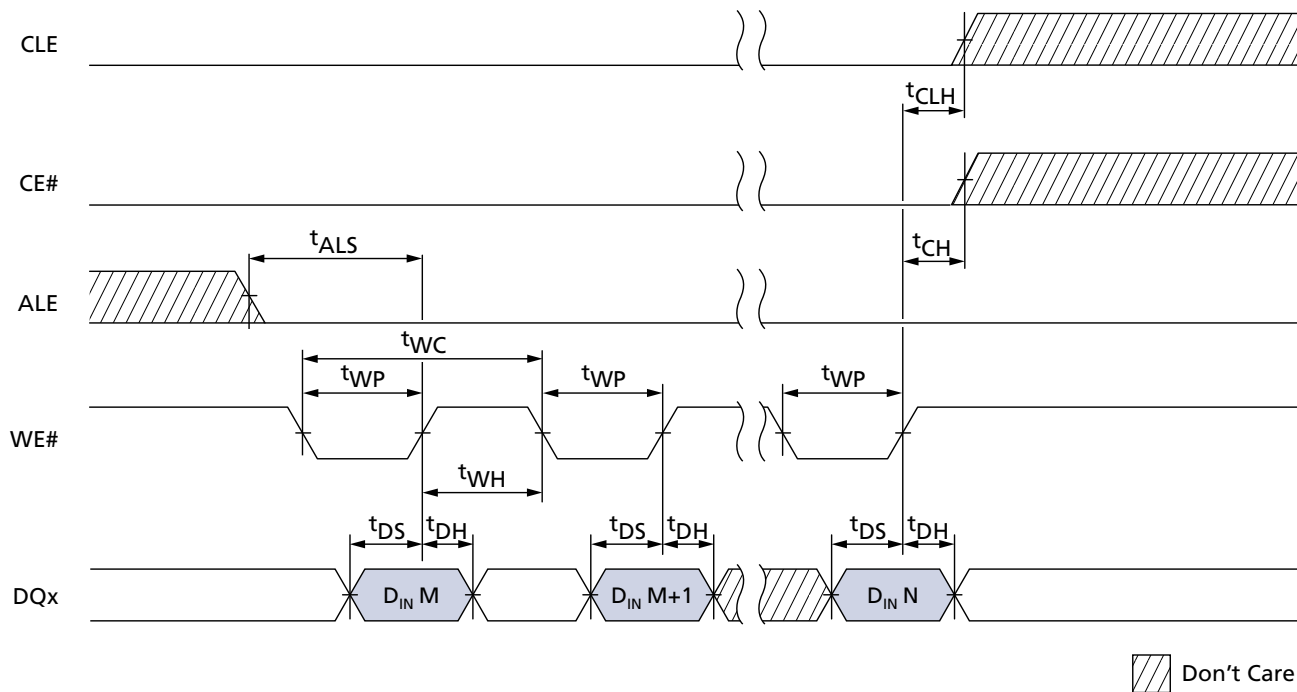 CLE
tCLH
CE#
tCH
tALS
ALE
tWC
tWP tWP tWP
WE#
tWH
tDS tDH tDS tDH tDS tDH
DQx DIN M DIN M+1 DIN N
Don't Care